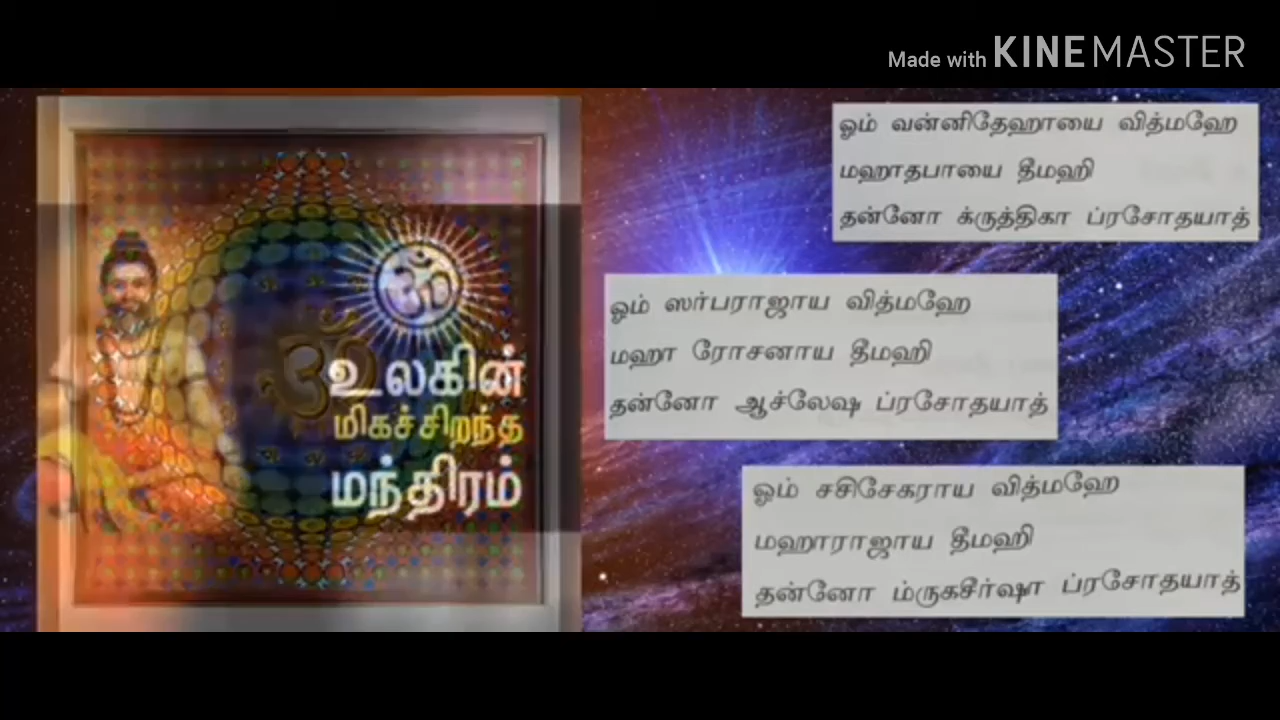 Made with KINEMASTER
உலகின்
மிகச்சிறந்த
மந்திரம்
ஓம் வன்னிதேஹாயை வித்மஹே
மஹாதபாயை தீமஹி
தன்னோ க்ருத்திகா ப்ரசோதயாத்
ஓம் ஸர்பராஜாய வித்மஹே
மஹா ரோசனாய தீமஹி
தன்னோ ஆச்லேஷ ப்ரசோதயாத்
ஓம் சசிசேகராய வித்மஹே
மஹாராஜாய தீமஹி
தன்னோ ம்ருகசீர்ஷா ப்ரசோதயாத்